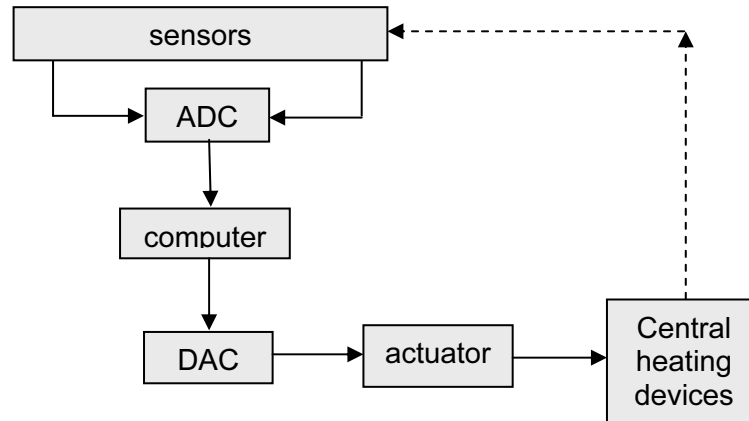 sensors
ADC
computer
DAC
actuator
Central
heating
devices